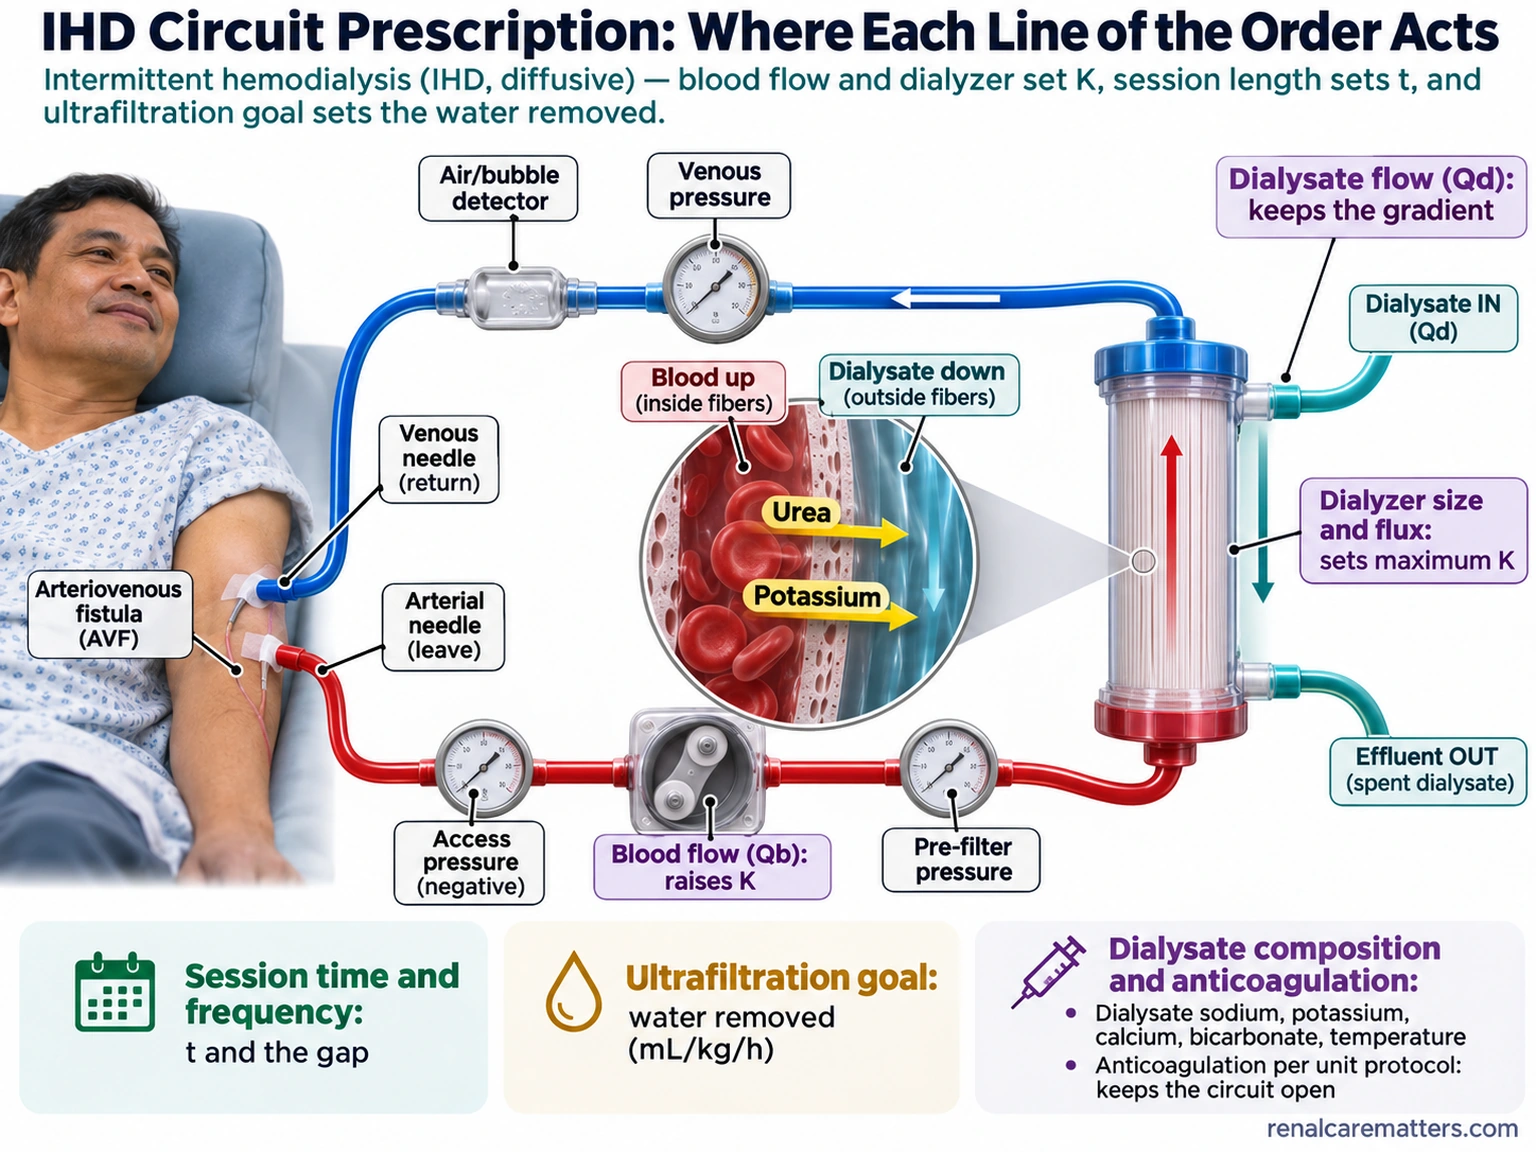 IHD Circuit Prescription: Where Each Line of the Order Acts
Intermittent hemodialysis (IHD, diffusive) — blood flow and dialyzer set K, session length sets t, and
ultrafiltration goal sets the water removed.
Air/bubble
detector
Venous
pressure
Dialysate flow (Qd):
keeps the gradient
Dialysate IN
(Qd)
Blood up
(inside fibers)
Dialysate down
(outside fibers)
Venous
needle
(return)
Urea
Dialyzer size
and flux:
sets maximum K
Arteriovenous
fistula
(AVF)
Arterial
needle
(leave)
Potassium
Effluent OUT
(spent dialysate)
Access
pressure
(negative)
Blood flow (Qb):
raises K
Pre-filter
pressure
Session time and
frequency:
t and the gap
Ultrafiltration goal:
water removed
(mL/kg/h)
Dialysate composition
and anticoagulation:
• Dialysate sodium, potassium,
calcium, bicarbonate, temperature
• Anticoagulation per unit protocol:
keeps the circuit open
renalcarematters.com